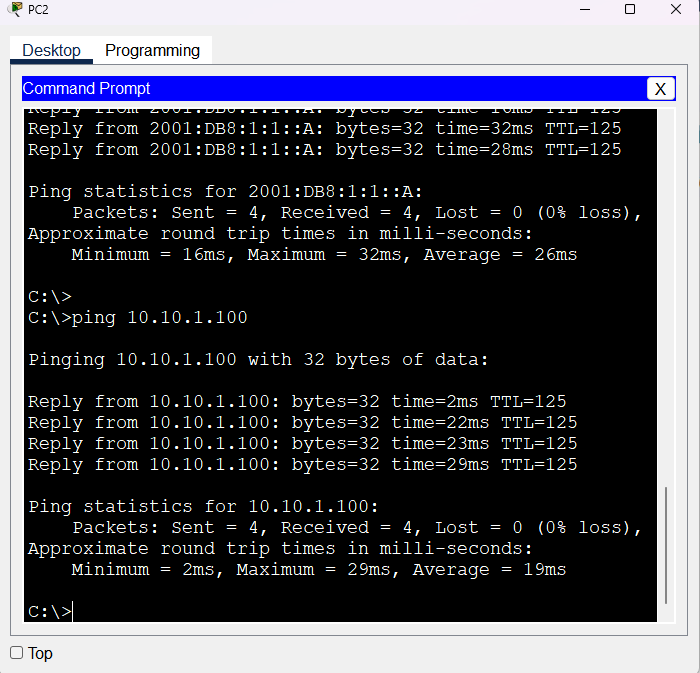 PC2
Desktop Programming
Command Prompt X
Reply from 2001:DB8:1:1::A: bytes=32 time=16ms TTL=125
Reply from 2001:DB8:1:1::A: bytes=32 time=32ms TTL=125
Reply from 2001:DB8:1:1::A: bytes=32 time=28ms TTL=125
Ping statistics for 2001:DB8:1:1::A:
Packets: Sent = 4, Received = 4, Lost = 0 (0% loss),
Approximate round trip times in milli-seconds:
Minimum = 16ms, Maximum = 32ms, Average = 26ms
C:\>
C:\>ping 10.10.1.100
Pinging 10.10.1.100 with 32 bytes of data:
Reply from 10.10.1.100: bytes=32 time=2ms TTL=125
Reply from 10.10.1.100: bytes=32 time=22ms TTL=125
Reply from 10.10.1.100: bytes=32 time=23ms TTL=125
Reply from 10.10.1.100: bytes=32 time=29ms TTL=125
Ping statistics for 10.10.1.100:
Packets: Sent = 4, Received = 4, Lost = 0 (0% loss),
Approximate round trip times in milli-seconds:
Minimum = 2ms, Maximum = 29ms, Average = 19ms
C:\>
Top